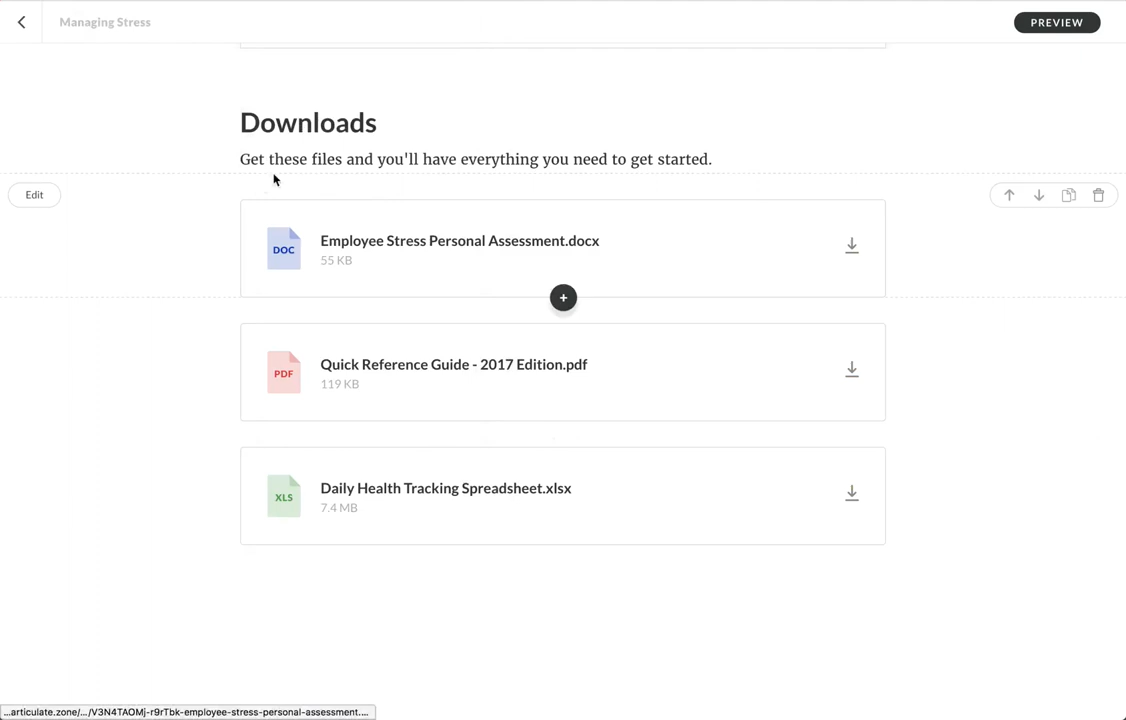 Managing Stress
PREVIEW
Downloads
Get these files and you'll have everything you need to get started.
Edit
DOC
Employee Stress Personal Assessment.docx
55 KB
+
PDF
Quick Reference Guide - 2017 Edition.pdf
119 KB
XLS
Daily Health Tracking Spreadsheet.xlsx
7.4 MB
...articulate.zone/.../V3N4TAOMj-r9rTbk-employee-stress-personal-assessment....